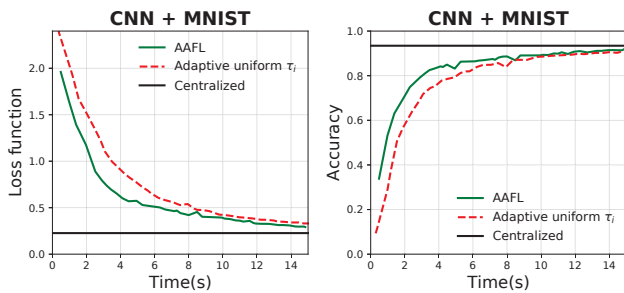 CNN + MNIST
Loss function
2.0
1.5
1.0
0.5
0.0
AAFL
Adaptive uniform τi
Centralized
0 2 4 6 8 10 12 14
Time(s)
CNN + MNIST
Accuracy
1.0
0.8
0.6
0.4
0.2
0.0
AAFL
Adaptive uniform τi
Centralized
0 2 4 6 8 10 12 14
Time(s)